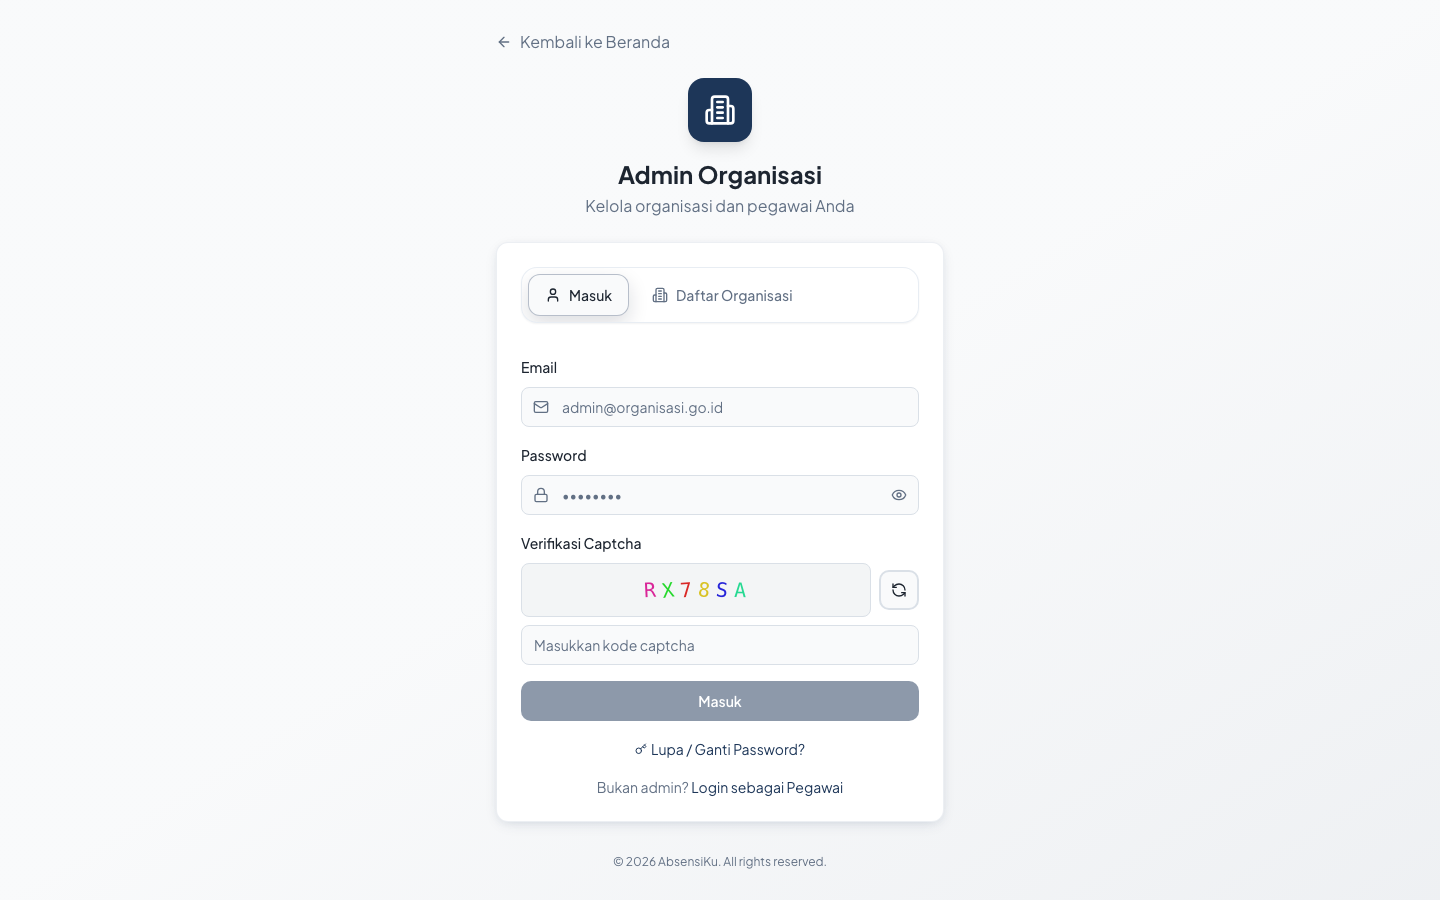 Kembali ke Beranda
Admin Organisasi
Kelola organisasi dan pegawai Anda
Masuk
Daftar Organisasi
Email
admin@organisasi.go.id
Password
••••••••
Verifikasi Captcha
RX78SA
Masukkan kode captcha
Masuk
Lupa / Ganti Password?
Bukan admin? Login sebagai Pegawai
© 2026 AbsensiKu. All rights reserved.